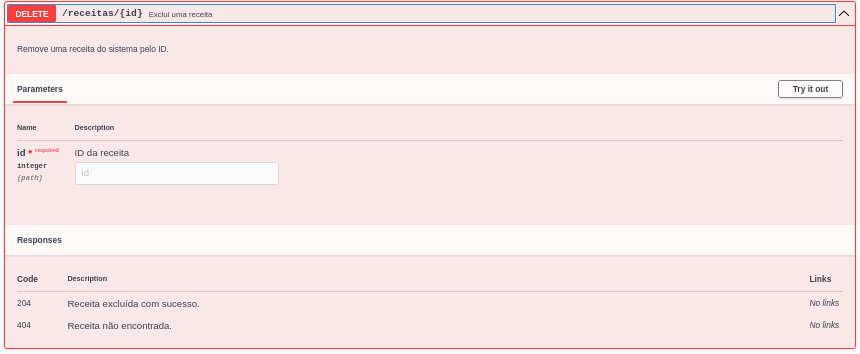 DELETE /receitas/{id} Exclui uma receita
Remove uma receita do sistema pelo ID.
Parameters Try it out
Name Description
id * required ID da receita
integer id
(path)
Responses
Code Description Links
204 Receita excluída com sucesso. No links
404 Receita não encontrada. No links